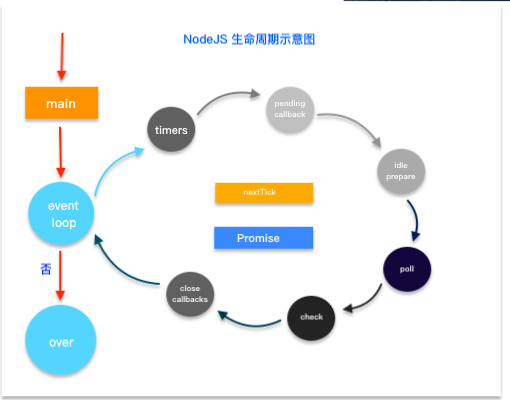 NodeJS 生命周期示意图
main
timers
pending
callback
idle
prepare
nextTick
event
loop
Promise
否
poll
close
callbacks
check
over